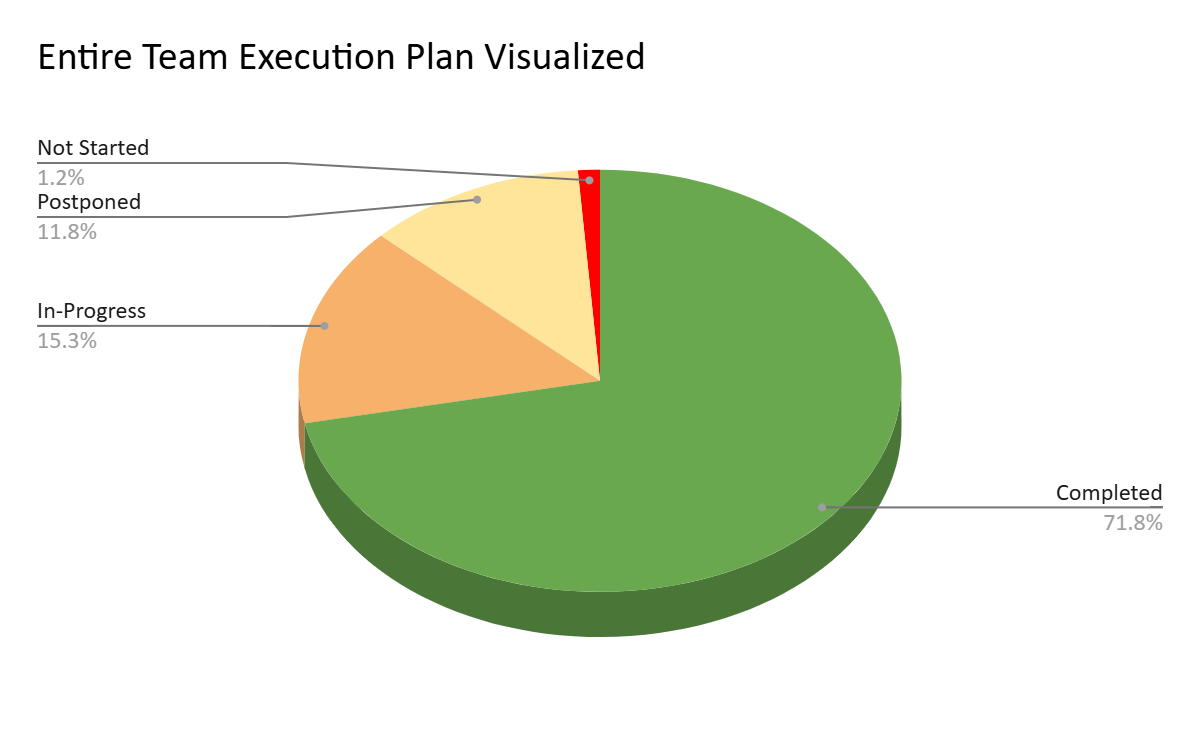 Entire Team Execution Plan Visualized
Not Started
1.2%
Postponed
11.8%
In-Progress
15.3%
Completed
71.8%